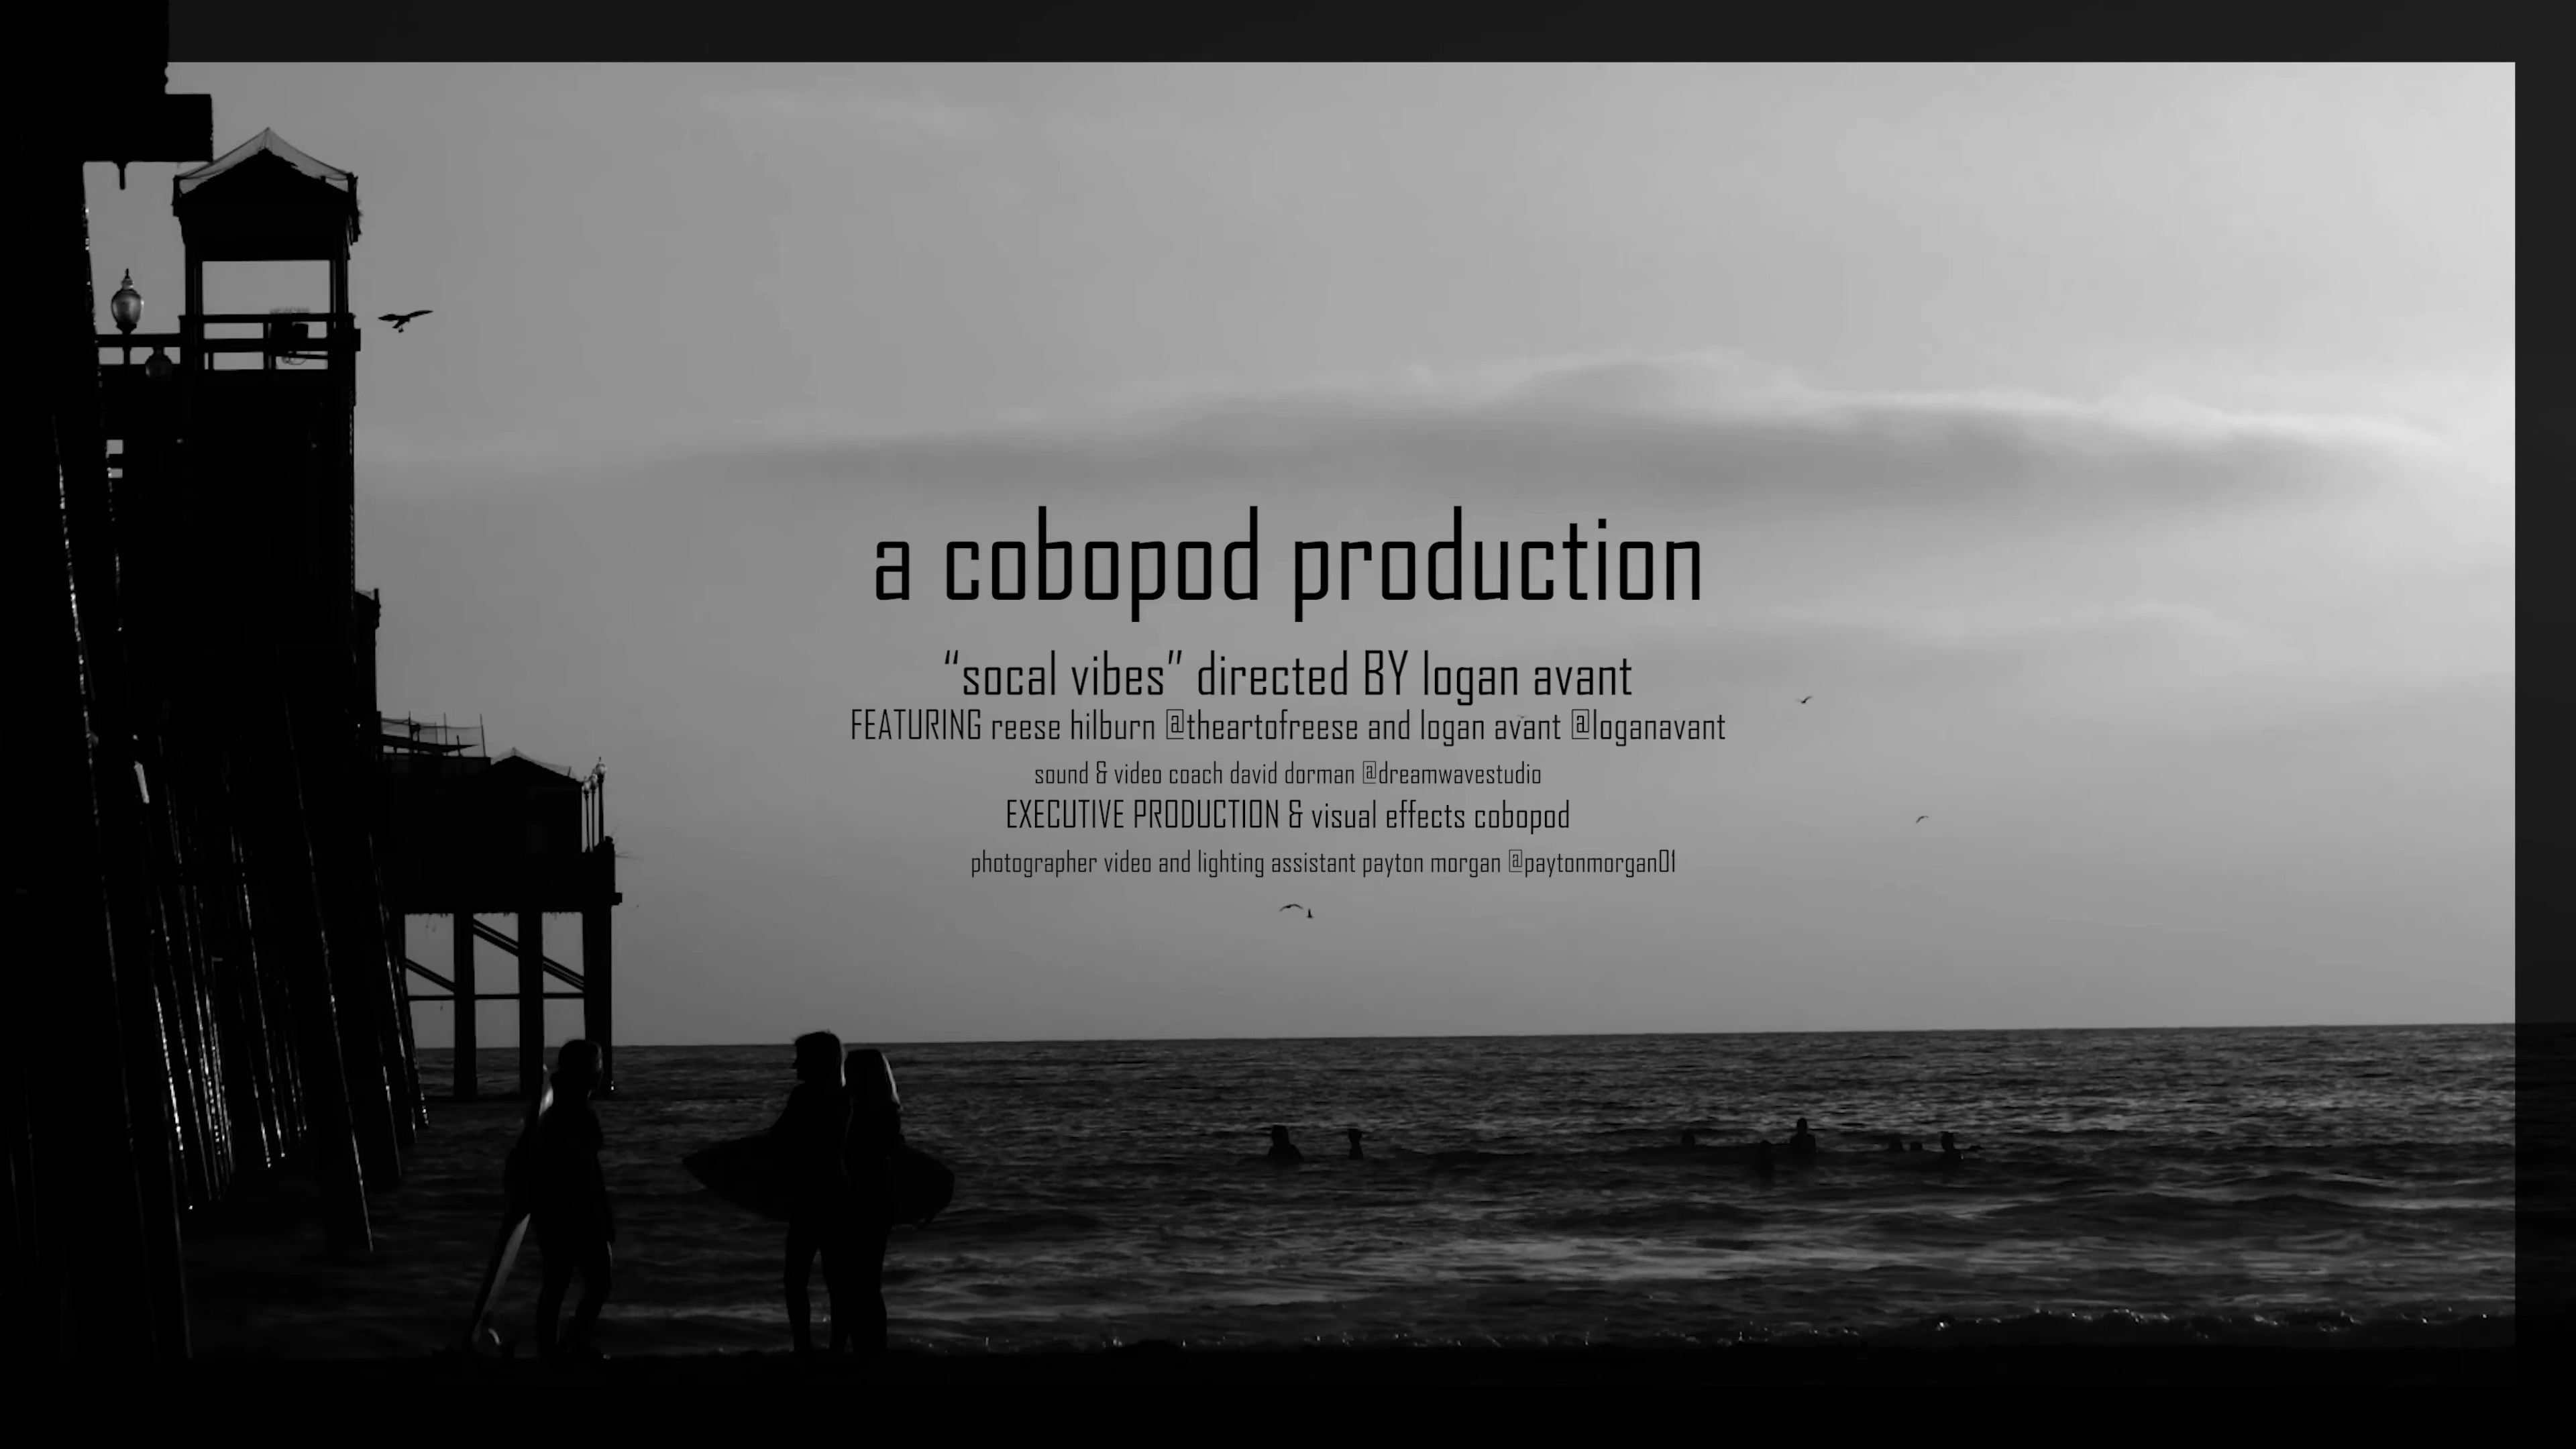 a cobopod production
“socal vibes” directed BY logan avant
FEATURING reese hilburn @theartofreese and logan avant @loganavant
sound & video coach david dorman @dreamwavestudio
EXECUTIVE PRODUCTION & visual effects cobopod
photographer video and lighting assistant payton morgan @paytonmorgan01